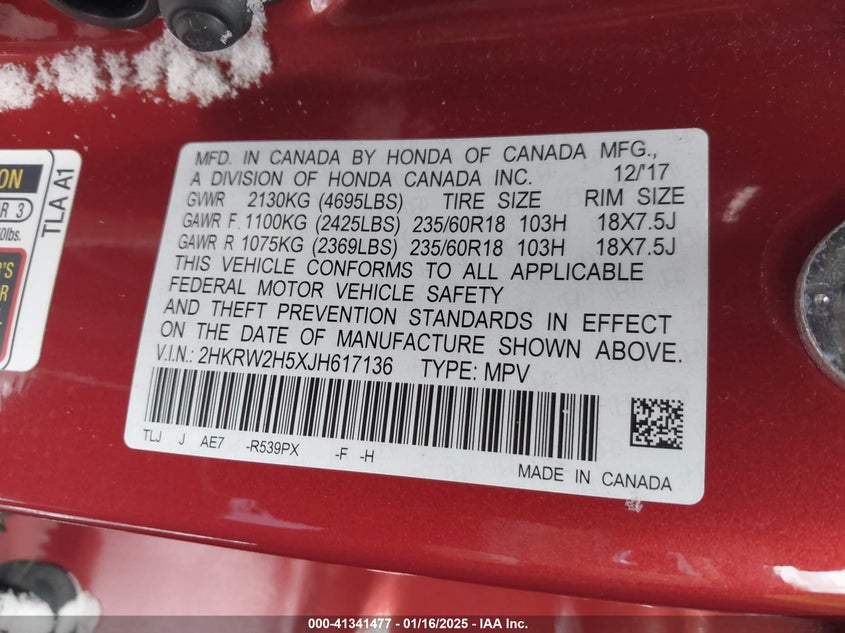 MFD. IN CANADA BY HONDA OF CANADA MFG.,
A DIVISION OF HONDA CANADA INC. 12/'17
GVWR 2130KG (4695LBS) TIRE SIZE RIM SIZE
GAWR F. 1100KG (2425LBS) 235/60R18 103H 18X7.5J
GAWR R 1075KG (2369LBS) 235/60R18 103H 18X7.5J
THIS VEHICLE CONFORMS TO ALL APPLICABLE
FEDERAL MOTOR VEHICLE SAFETY
AND THEFT PREVENTION STANDARDS IN EFFECT
ON THE DATE OF MANUFACTURE SHOWN ABOVE.
V.I.N.: 2HKRW2H5XJH617136 TYPE: MPV
TLJ J AE7 -R539PX -F -H
MADE IN CANADA
TLA A1
000-41341477 - 01/16/2025 - IAA Inc.